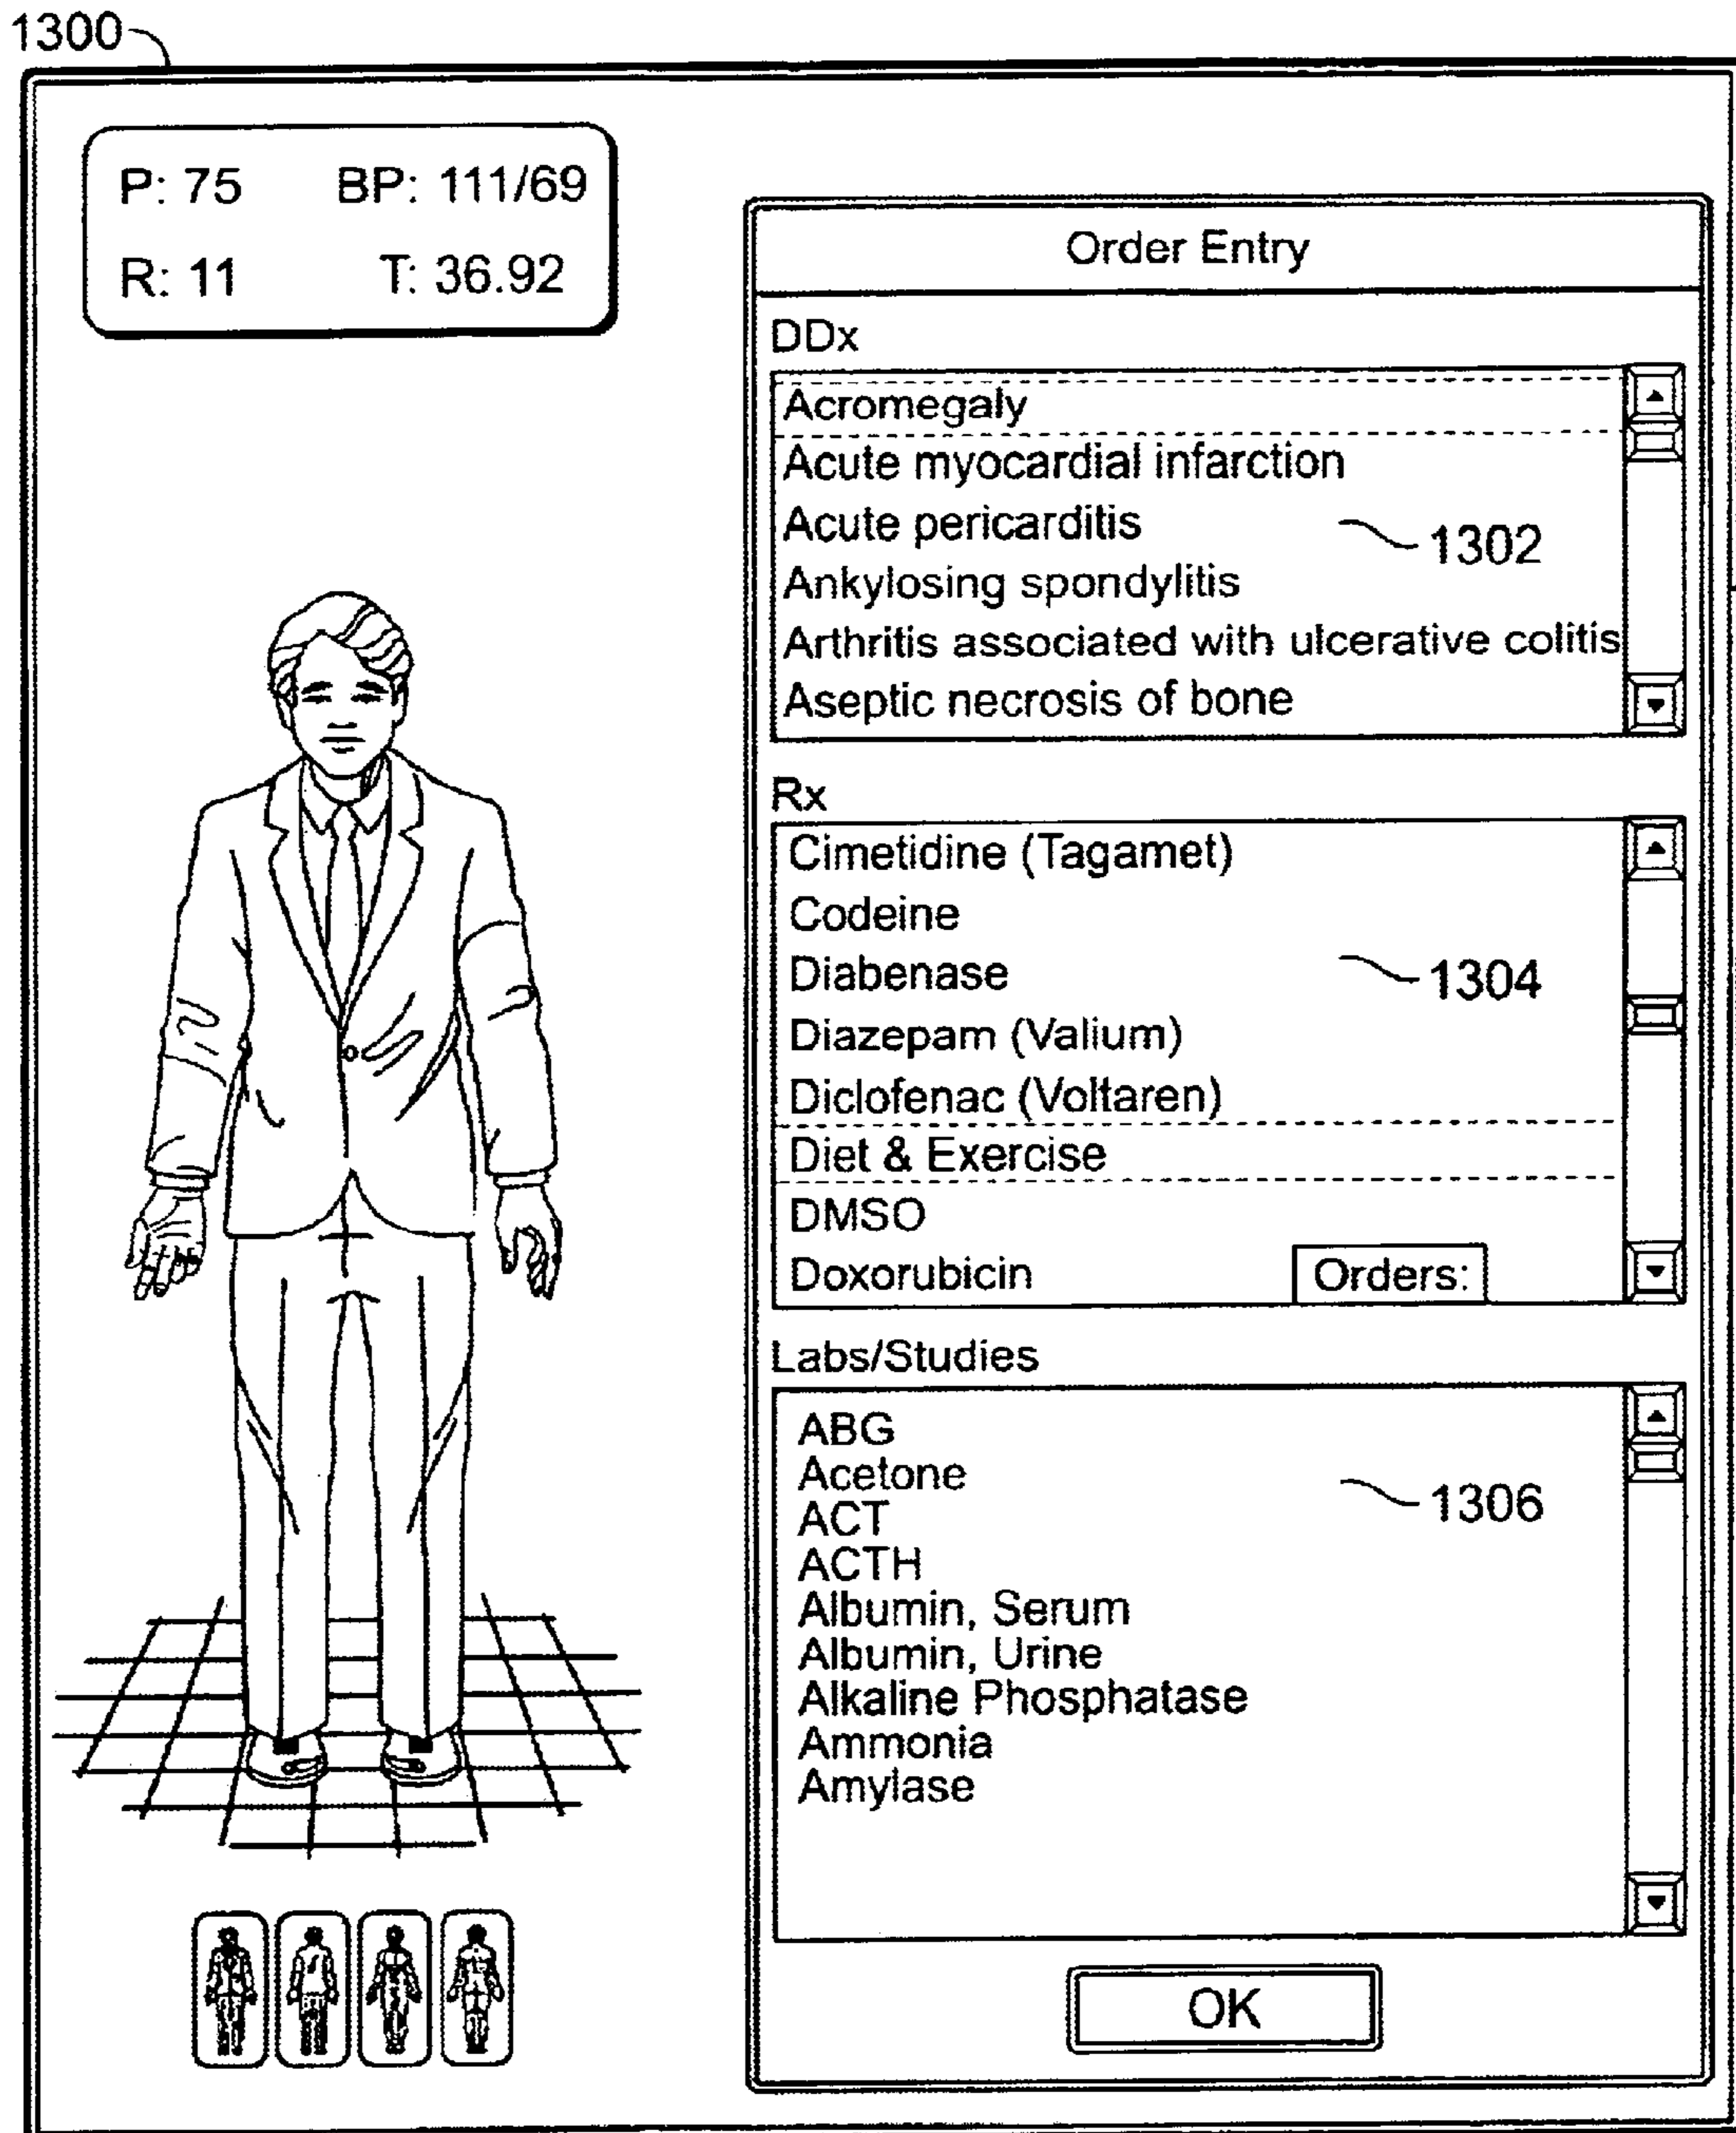 1300
P: 75 BP: 111/69
R: 11 T: 36.92
Order Entry
DDx
Acromegaly
Acute myocardial infarction
Acute pericarditis
1302
Ankylosing spondylitis
Arthritis associated with ulcerative colitis
Aseptic necrosis of bone
Rx
Cimetidine (Tagamet)
Codeine
Diabenase
1304
Diazepam (Valium)
Diclofenac (Voltaren)
Diet & Exercise
DMSO
Doxorubicin
Orders:
Labs/Studies
ABG
Acetone
1306
ACT
ACTH
Albumin, Serum
Albumin, Urine
Alkaline Phosphatase
Ammonia
Amylase
OK